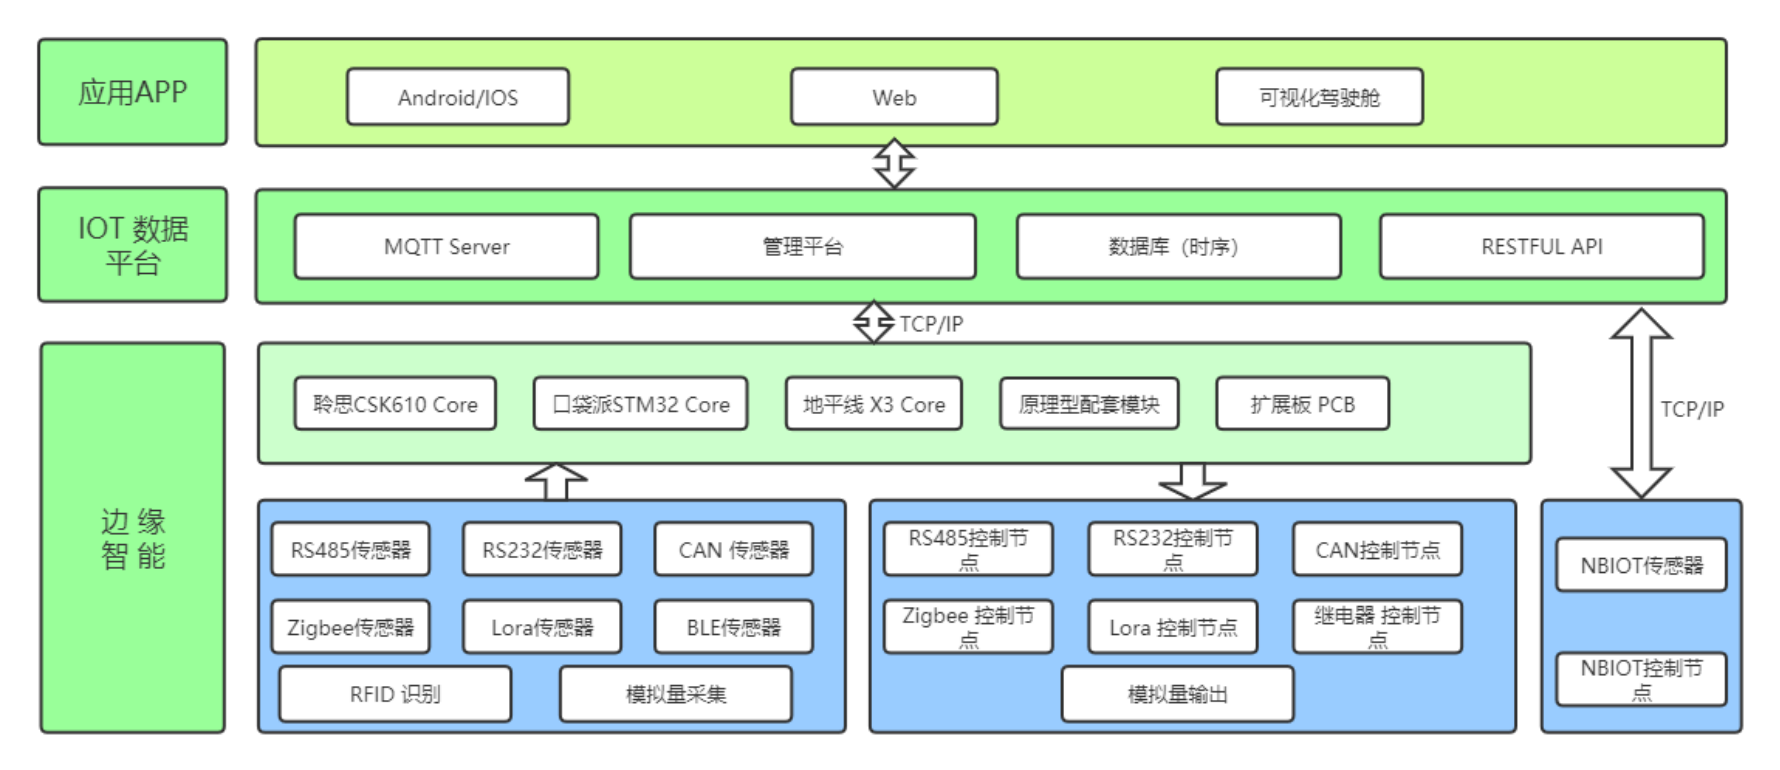 应用APP
Android/IOS
Web
可视化驾驶舱
IOT 数据
平台
MQTT Server
管理平台
数据库（时序）
RESTFUL API
TCP/IP
TCP/IP
边 缘
智 能
聆思CSK610 Core
口袋派STM32 Core
地平线 X3 Core
原理型配套模块
扩展板 PCB
RS485传感器
RS232传感器
CAN 传感器
Zigbee传感器
Lora传感器
BLE传感器
RFID 识别
模拟量采集
RS485控制节
点
RS232控制节
点
CAN控制节点
Zigbee 控制节
点
Lora 控制节点
继电器 控制节
点
模拟量输出
NBIOT传感器
NBIOT控制节
点